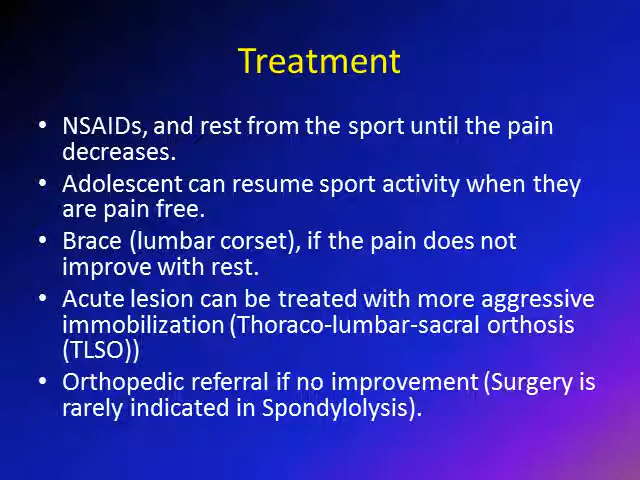 Treatment
• NSAIDs, and rest from the sport until the pain
decreases.
• Adolescent can resume sport activity when they
are pain free.
• Brace (lumbar corset), if the pain does not
improve with rest.
• Acute lesion can be treated with more aggressive
immobilization (Thoraco-lumbar-sacral orthosis
(TLSO))
• Orthopedic referral if no improvement (Surgery is
rarely indicated in Spondylolysis).